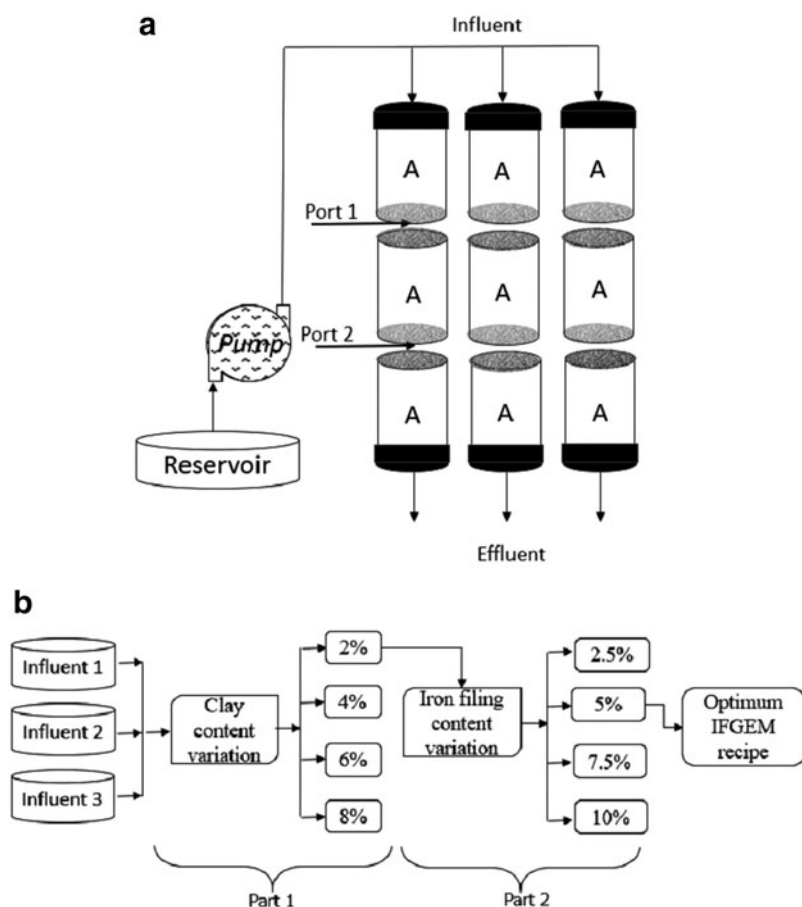 a
Influent
A A A
Port 1
A A A
Pump
Port 2
A A A
Reservoir
Effluent
b
Influent 1
Influent 2
Influent 3
Clay
content
variation
2%
4%
6%
8%
Iron filing
content
variation
2.5%
5%
7.5%
10%
Optimum
IFGEM
recipe
Part 1
Part 2